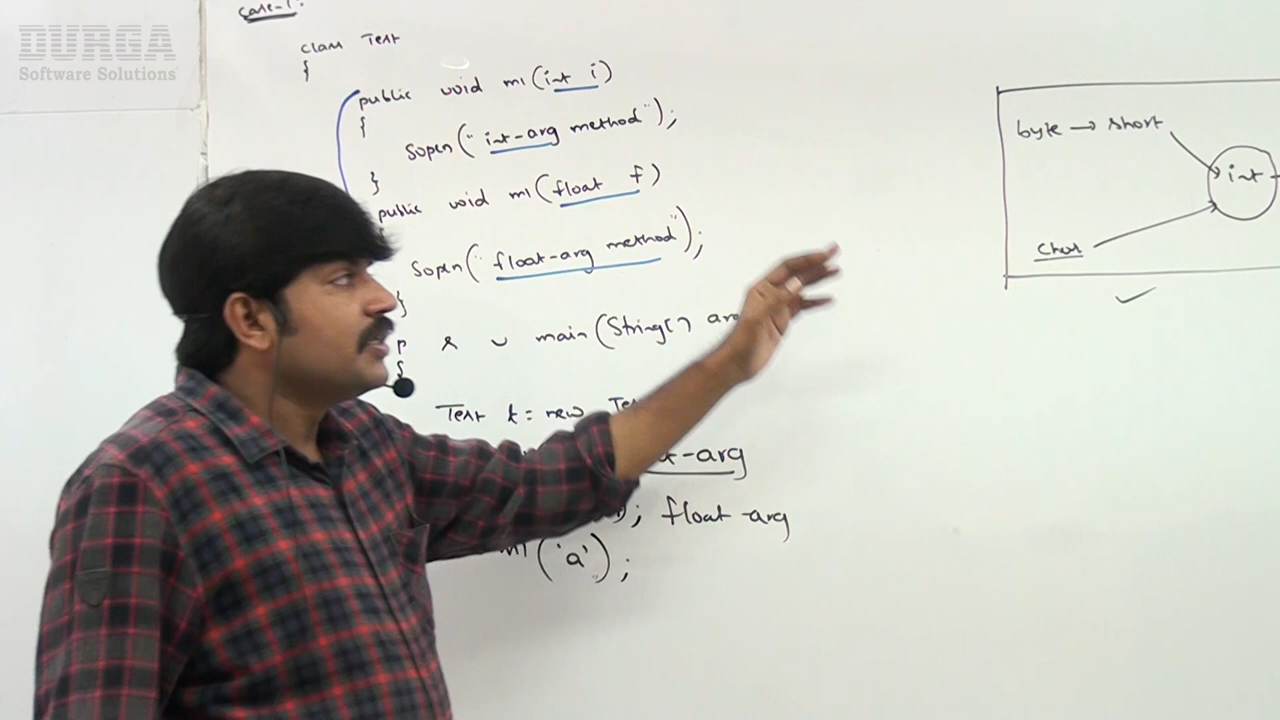 DURGA
Software Solutions
Case-1:
class Test
{
public void m1(int i)
{
Sopln("int-arg method");
}
public void m1(float f)
Sopln("float-arg method");
}
p s v main(String[]
{
Test t = new
-arg
); float-arg
m1('a');
byte → short
int
char